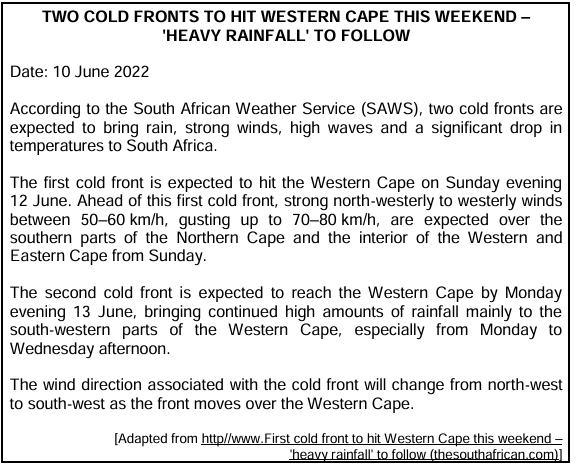 TWO COLD FRONTS TO HIT WESTERN CAPE THIS WEEKEND –
'HEAVY RAINFALL' TO FOLLOW
Date: 10 June 2022
According to the South African Weather Service (SAWS), two cold fronts are
expected to bring rain, strong winds, high waves and a significant drop in
temperatures to South Africa.
The first cold front is expected to hit the Western Cape on Sunday evening
12 June. Ahead of this first cold front, strong north-westerly to westerly winds
between 50–60 km/h, gusting up to 70–80 km/h, are expected over the
southern parts of the Northern Cape and the interior of the Western and
Eastern Cape from Sunday.
The second cold front is expected to reach the Western Cape by Monday
evening 13 June, bringing continued high amounts of rainfall mainly to the
south-western parts of the Western Cape, especially from Monday to
Wednesday afternoon.
The wind direction associated with the cold front will change from north-west
to south-west as the front moves over the Western Cape.
[Adapted from http//www.First cold front to hit Western Cape this weekend –
'heavy rainfall' to follow (thesouthafrican.com)]